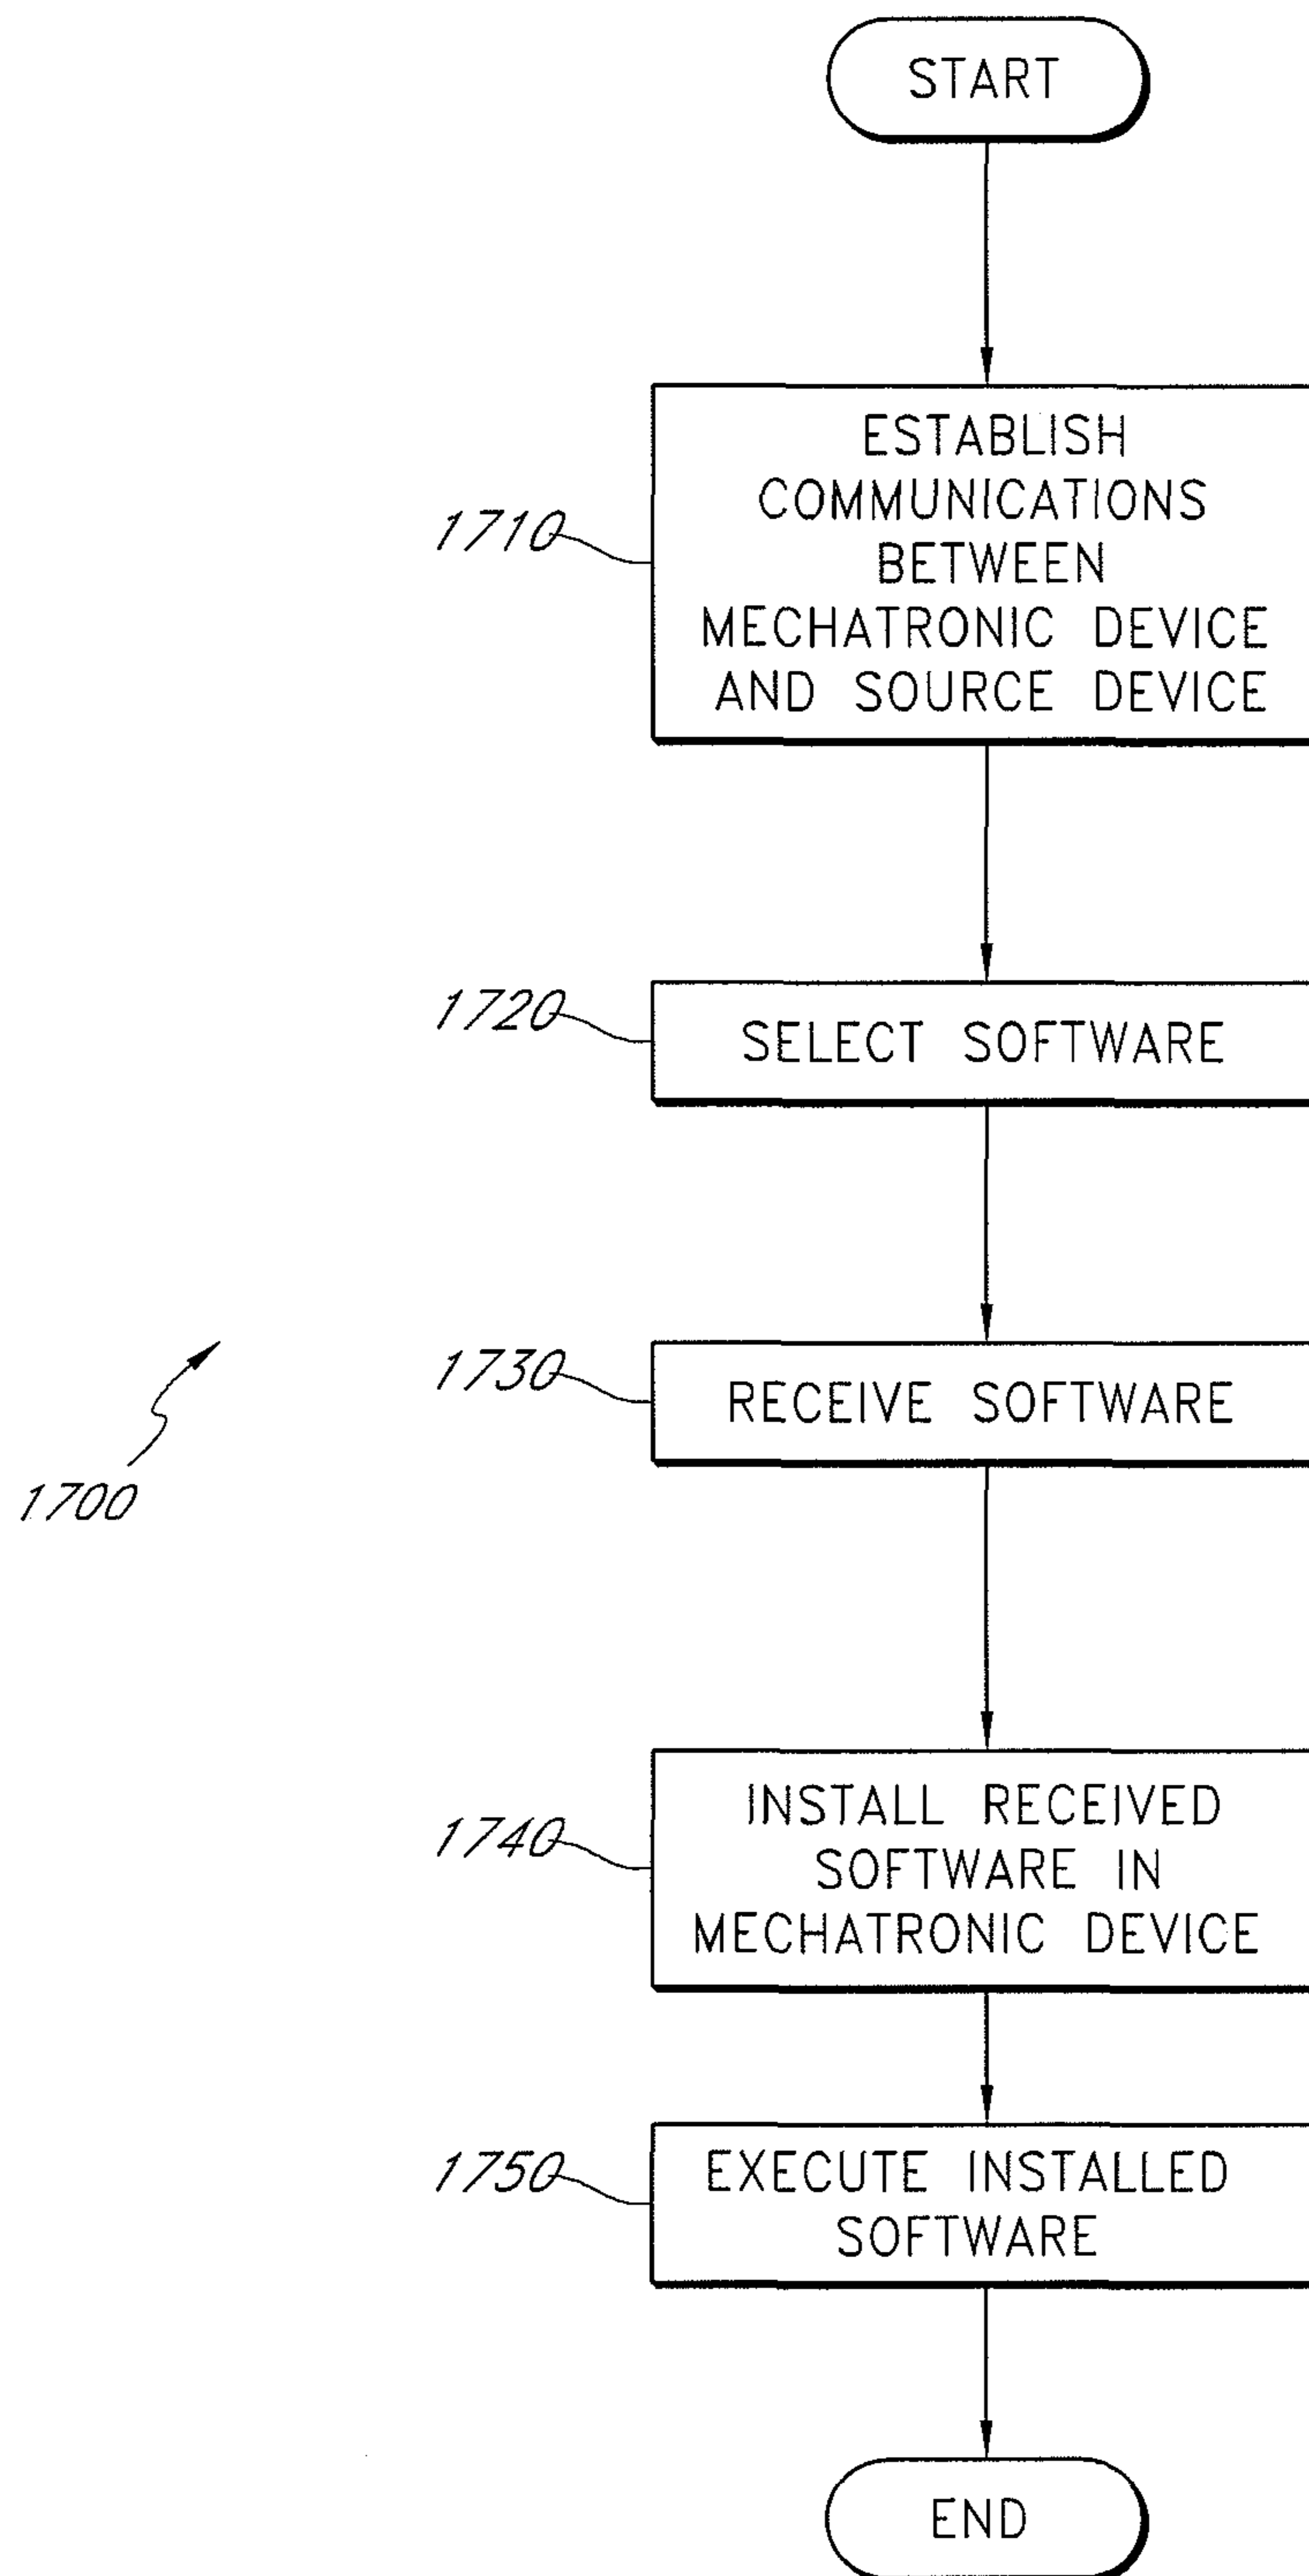 START
ESTABLISH
COMMUNICATIONS
BETWEEN
MECHATRONIC DEVICE
AND SOURCE DEVICE
1710
1720
SELECT SOFTWARE
1730
RECEIVE SOFTWARE
1700
INSTALL RECEIVED
SOFTWARE IN
MECHATRONIC DEVICE
1740
1750
EXECUTE INSTALLED
SOFTWARE
END